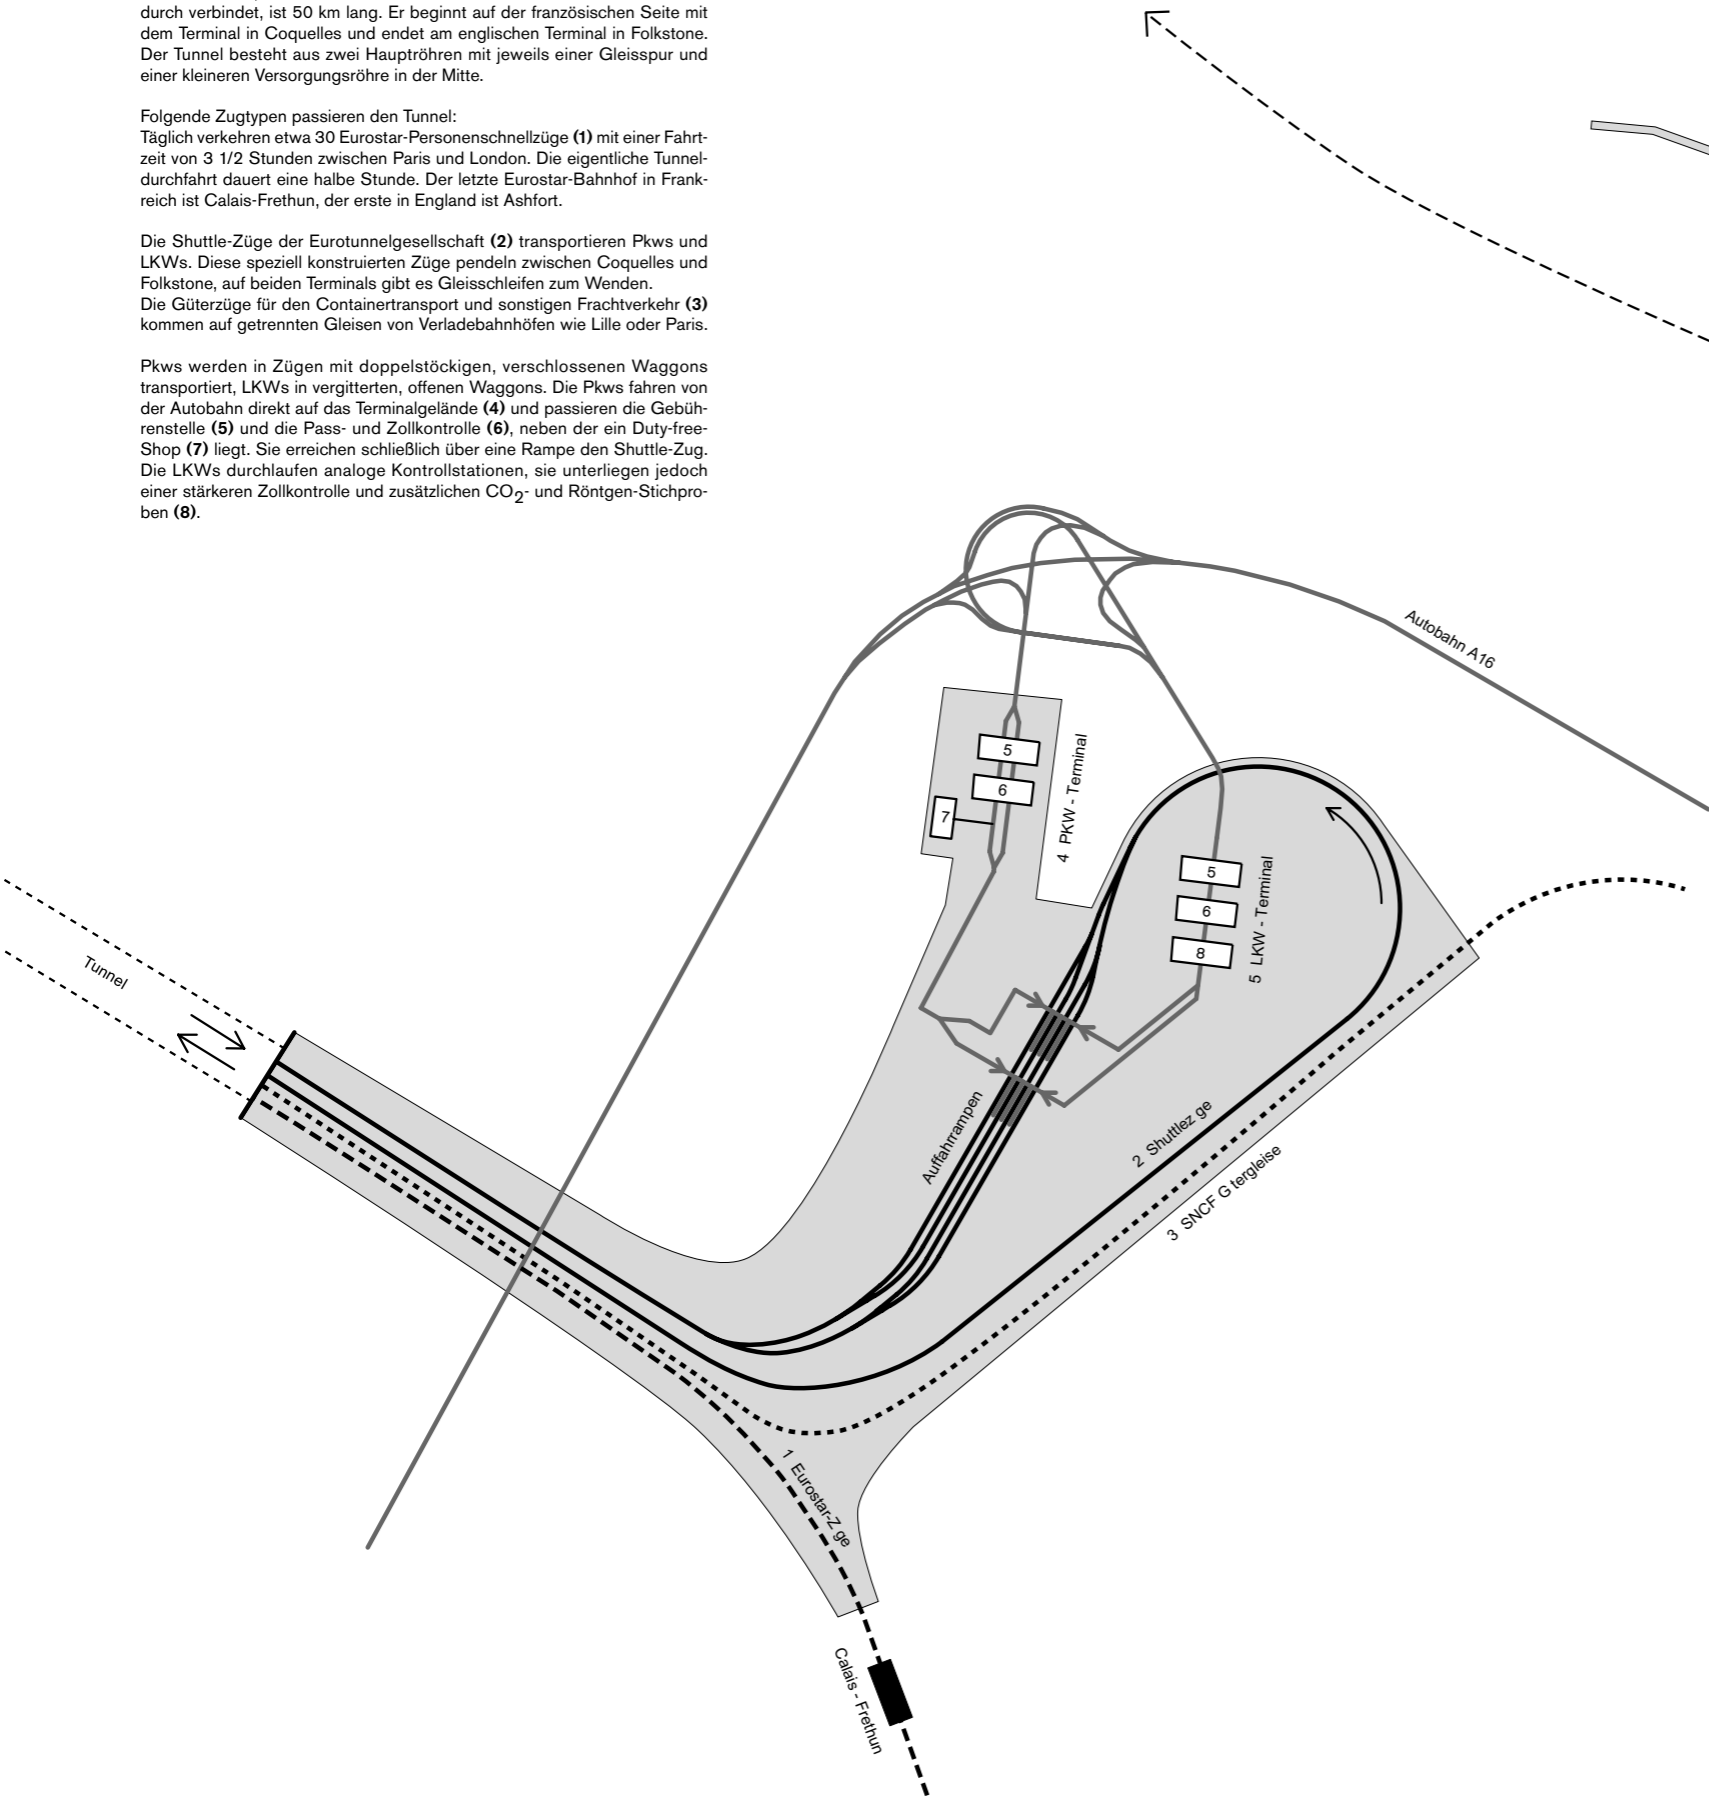 durch verbindet, ist 50 km lang. Er beginnt auf der französischen Seite mit
dem Terminal in Coquelles und endet am englischen Terminal in Folkstone.
Der Tunnel besteht aus zwei Hauptröhren mit jeweils einer Gleisspur und
einer kleineren Versorgungsröhre in der Mitte.
Folgende Zugtypen passieren den Tunnel:
Täglich verkehren etwa 30 Eurostar-Personenschnellzüge (1) mit einer Fahrt-
zeit von 3 1/2 Stunden zwischen Paris und London. Die eigentliche Tunnel-
durchfahrt dauert eine halbe Stunde. Der letzte Eurostar-Bahnhof in Frank-
reich ist Calais-Frethun, der erste in England ist Ashfort.
Die Shuttle-Züge der Eurotunnelgesellschaft (2) transportieren Pkws und
LKWs. Diese speziell konstruierten Züge pendeln zwischen Coquelles und
Folkstone, auf beiden Terminals gibt es Gleisschleifen zum Wenden.
Die Güterzüge für den Containertransport und sonstigen Frachtverkehr (3)
kommen auf getrennten Gleisen von Verladebahnhöfen wie Lille oder Paris.
Pkws werden in Zügen mit doppelstöckigen, verschlossenen Waggons
transportiert, LKWs in vergitterten, offenen Waggons. Die Pkws fahren von
der Autobahn direkt auf das Terminalgelände (4) und passieren die Gebüh-
renstelle (5) und die Pass- und Zollkontrolle (6), neben der ein Duty-free-
Shop (7) liegt. Sie erreichen schließlich über eine Rampe den Shuttle-Zug.
Die LKWs durchlaufen analoge Kontrollstationen, sie unterliegen jedoch
einer stärkeren Zollkontrolle und zusätzlichen CO2- und Röntgen-Stichpro-
ben (8).
Autobahn A16
5
6
7
4 PKW - Terminal
5
6
8
5 LKW - Terminal
Tunnel
Auffahrrampen
2 Shuttlez ge
3 SNCF G tergleise
1 Eurostar-Z ge
Calais - Frethun